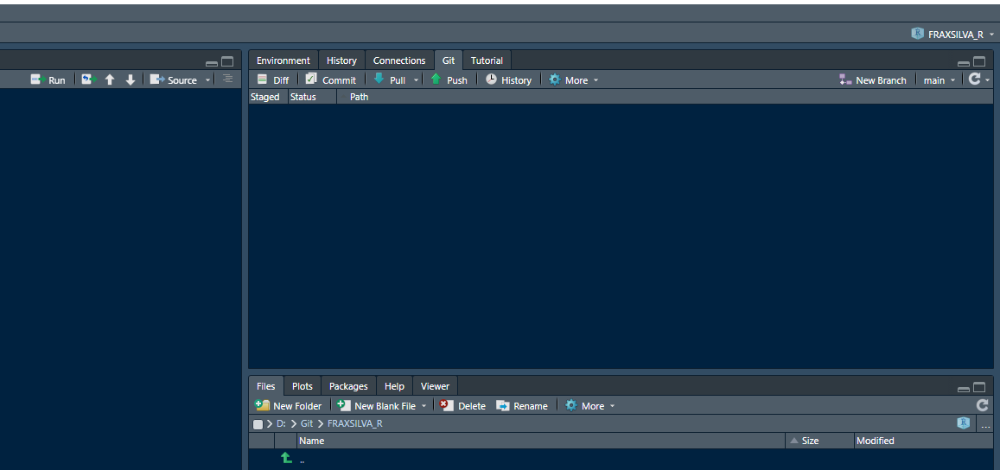 FRAXSILVA_R
Run Source
Environment History Connections Git Tutorial
Diff Commit Pull Push History More New Branch main
Staged Status Path
Files Plots Packages Help Viewer
New Folder New Blank File Delete Rename More
D: Git FRAXSILVA_R ...
Name Size Modified
..